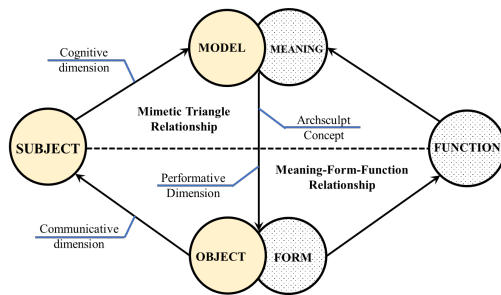 Cognitive
dimension
MODEL
MEANING
Mimetic Triangle
Relationship
Archsculpt
Concept
SUBJECT
FUNCTION
Performative
Dimension
Meaning-Form-Function
Relationship
Communicative
dimension
OBJECT
FORM